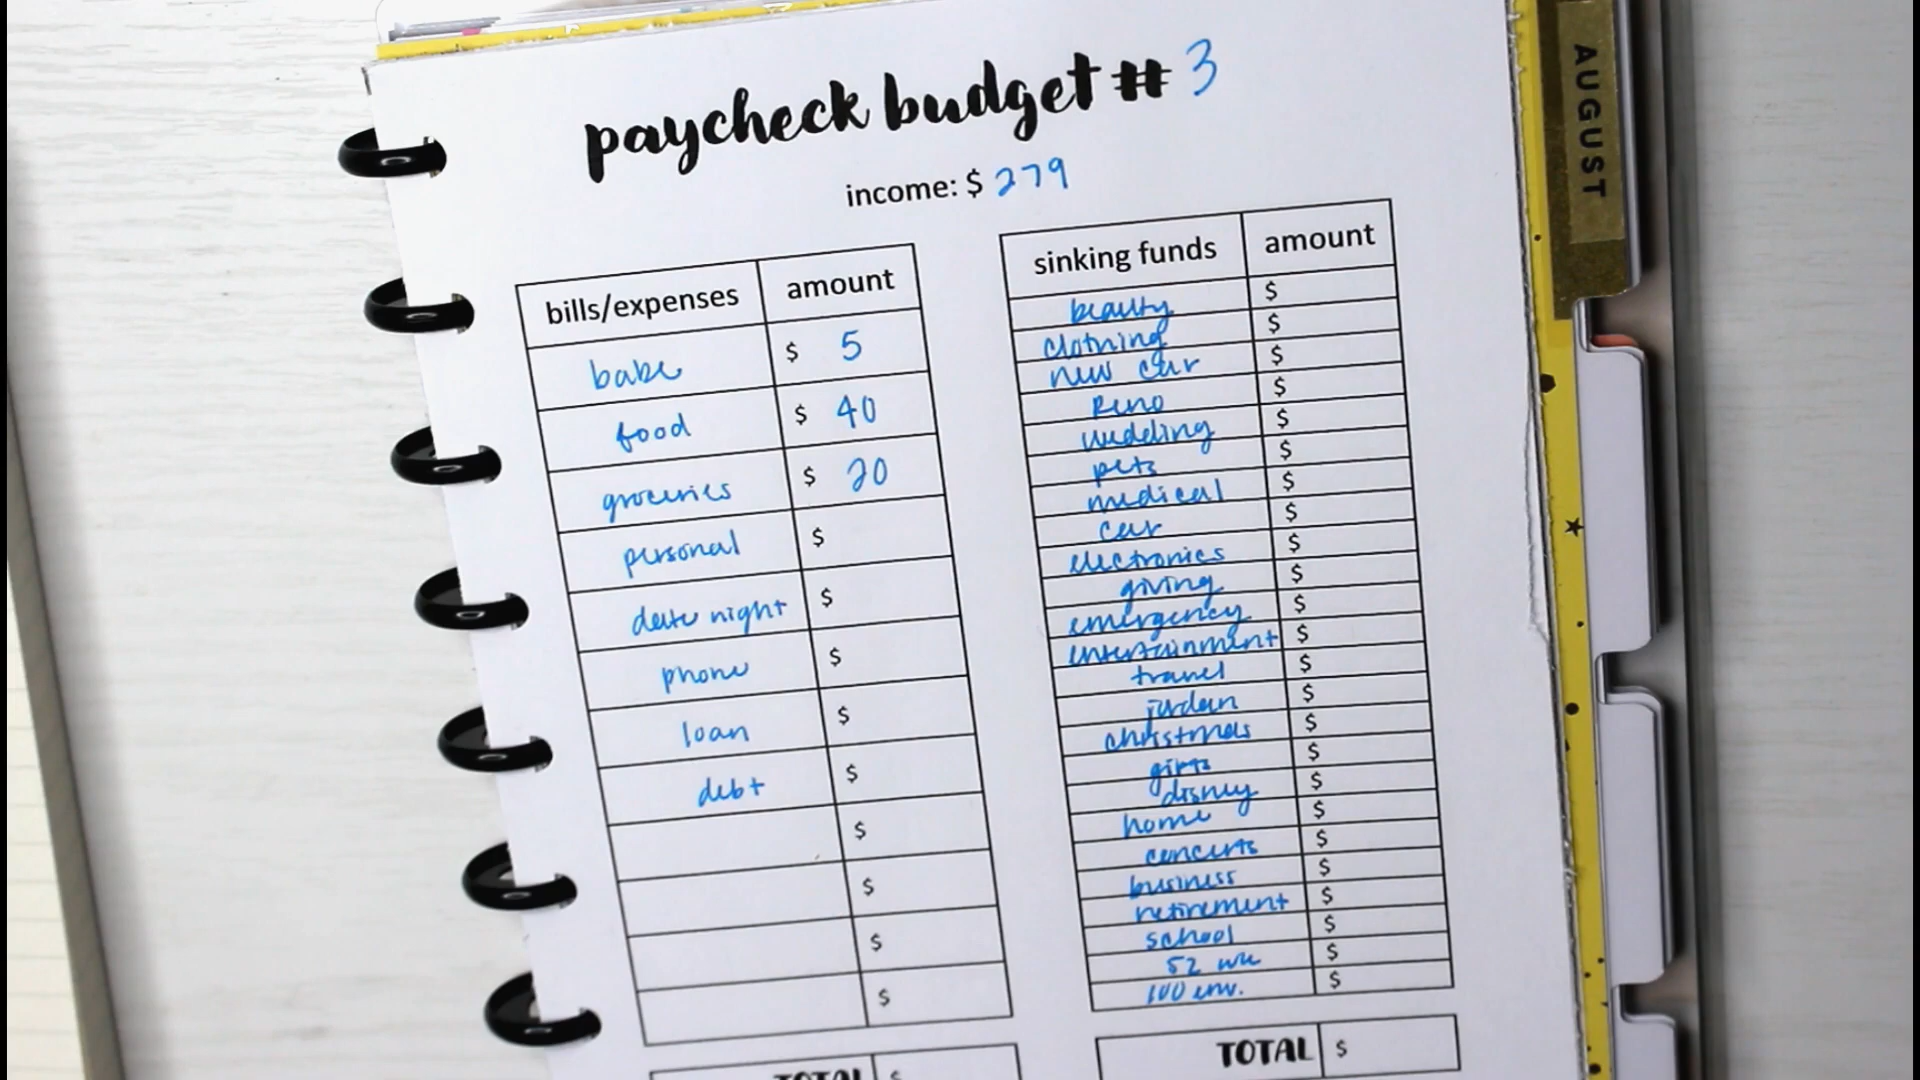 paycheck budget # 3
income: $ 279
bills/expenses amount
babe $ 5
food $ 40
groceries $ 20
personal $
date night $
phone $
loan $
debt $
$
$
$
$
TOTAL $
sinking funds amount
beauty $
clothing $
new car $
Reno $
wedding $
pets $
medical $
car $
electronics $
giving $
emergency $
entertainment $
travel $
jordan $
christmas $
gifts $
disney $
home $
concerts $
business $
retirement $
school $
52 wk $
100 env. $
TOTAL $
AUGUST